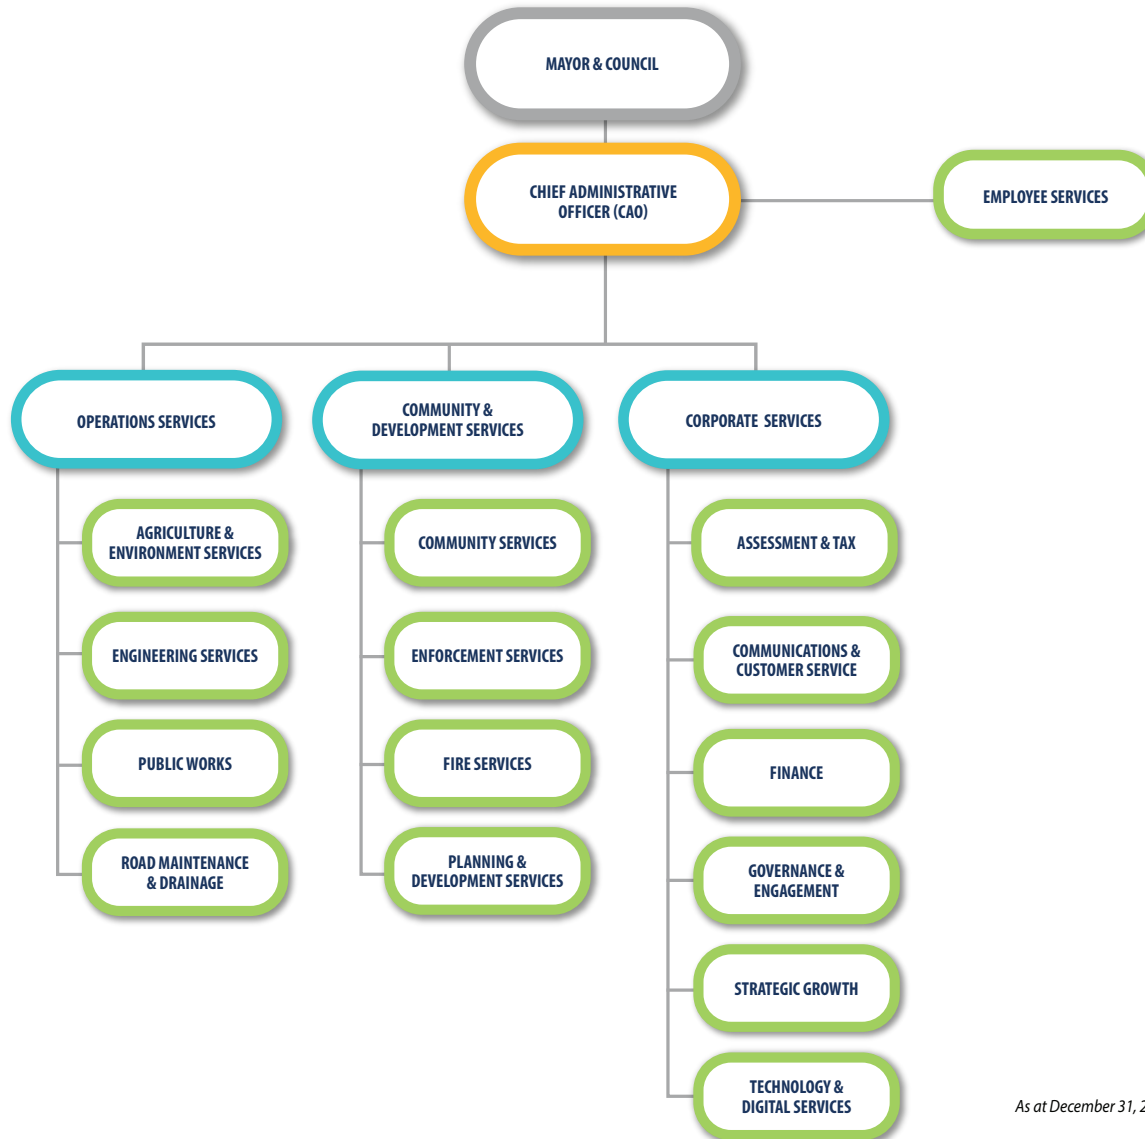 MAYOR & COUNCIL
CHIEF ADMINISTRATIVE
OFFICER (CAO)
EMPLOYEE SERVICES
OPERATIONS SERVICES
AGRICULTURE &
ENVIRONMENT SERVICES
ENGINEERING SERVICES
PUBLIC WORKS
ROAD MAINTENANCE
& DRAINAGE
COMMUNITY &
DEVELOPMENT SERVICES
COMMUNITY SERVICES
ENFORCEMENT SERVICES
FIRE SERVICES
PLANNING &
DEVELOPMENT SERVICES
CORPORATE SERVICES
ASSESSMENT & TAX
COMMUNICATIONS &
CUSTOMER SERVICE
FINANCE
GOVERNANCE &
ENGAGEMENT
STRATEGIC GROWTH
TECHNOLOGY &
DIGITAL SERVICES
As at December 31,